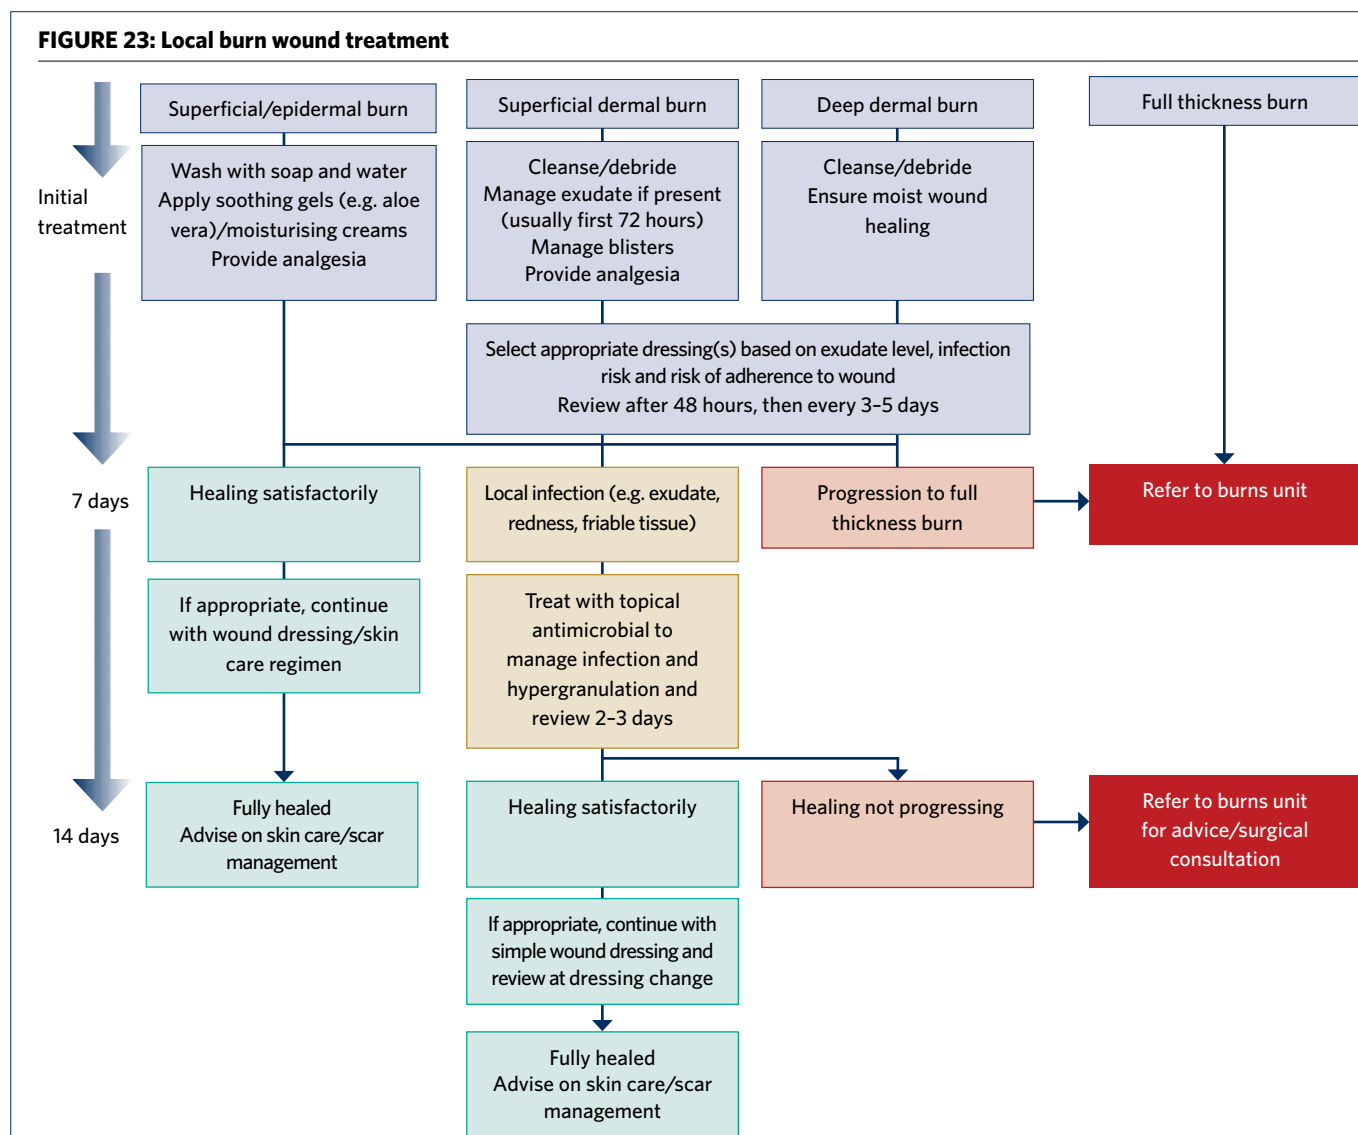 FIGURE 23: Local burn wound treatment
Superficial/epidermal burn
Superficial dermal burn
Deep dermal burn
Full thickness burn
Initial
treatment
Wash with soap and water
Apply soothing gels (e.g. aloe
vera)/moisturising creams
Provide analgesia
Cleanse/debride
Manage exudate if present
(usually first 72 hours)
Manage blisters
Provide analgesia
Cleanse/debride
Ensure moist wound
healing
Select appropriate dressing(s) based on exudate level, infection
risk and risk of adherence to wound
Review after 48 hours, then every 3–5 days
7 days
Healing satisfactorily
Local infection (e.g. exudate,
redness, friable tissue)
Progression to full
thickness burn
Refer to burns unit
If appropriate, continue
with wound dressing/skin
care regimen
Treat with topical
antimicrobial to
manage infection and
hypergranulation and
review 2–3 days
14 days
Fully healed
Advise on skin care/scar
management
Healing satisfactorily
Healing not progressing
Refer to burns unit
for advice/surgical
consultation
If appropriate, continue with
simple wound dressing and
review at dressing change
Fully healed
Advise on skin care/scar
management